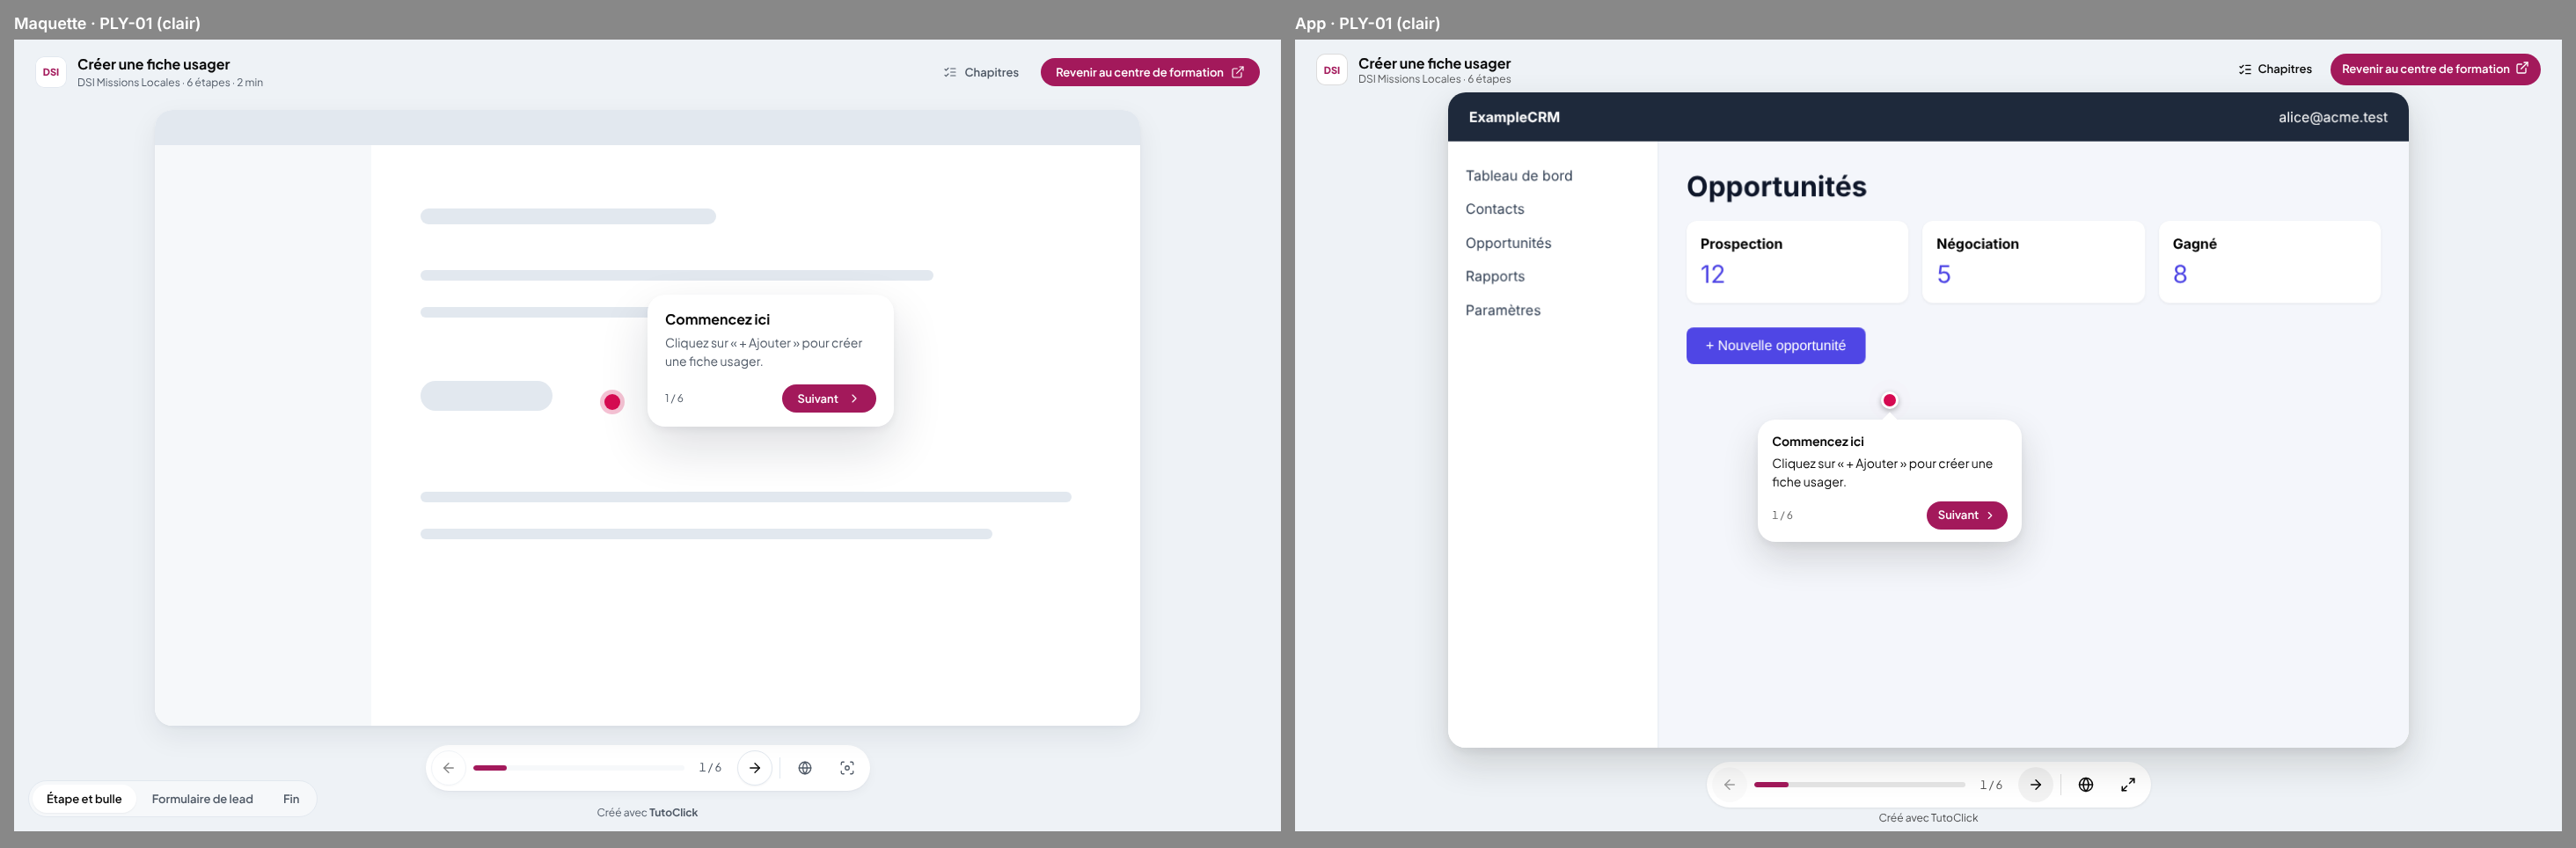 Maquette · PLY-01 (clair)
DSI
Créer une fiche usager
DSI Missions Locales · 6 étapes · 2 min
Chapitres
Revenir au centre de formation
Commencez ici
Cliquez sur « + Ajouter » pour créer
une fiche usager.
1 / 6
Suivant
1 / 6
Étape et bulle
Formulaire de lead
Fin
Créé avec TutoClick
App · PLY-01 (clair)
DSI
Créer une fiche usager
DSI Missions Locales · 6 étapes
Chapitres
Revenir au centre de formation
ExampleCRM
alice@acme.test
Tableau de bord
Contacts
Opportunités
Rapports
Paramètres
Opportunités
Prospection
12
Négociation
5
Gagné
8
+ Nouvelle opportunité
Commencez ici
Cliquez sur « + Ajouter » pour créer une
fiche usager.
1 / 6
Suivant
1 / 6
Créé avec TutoClick